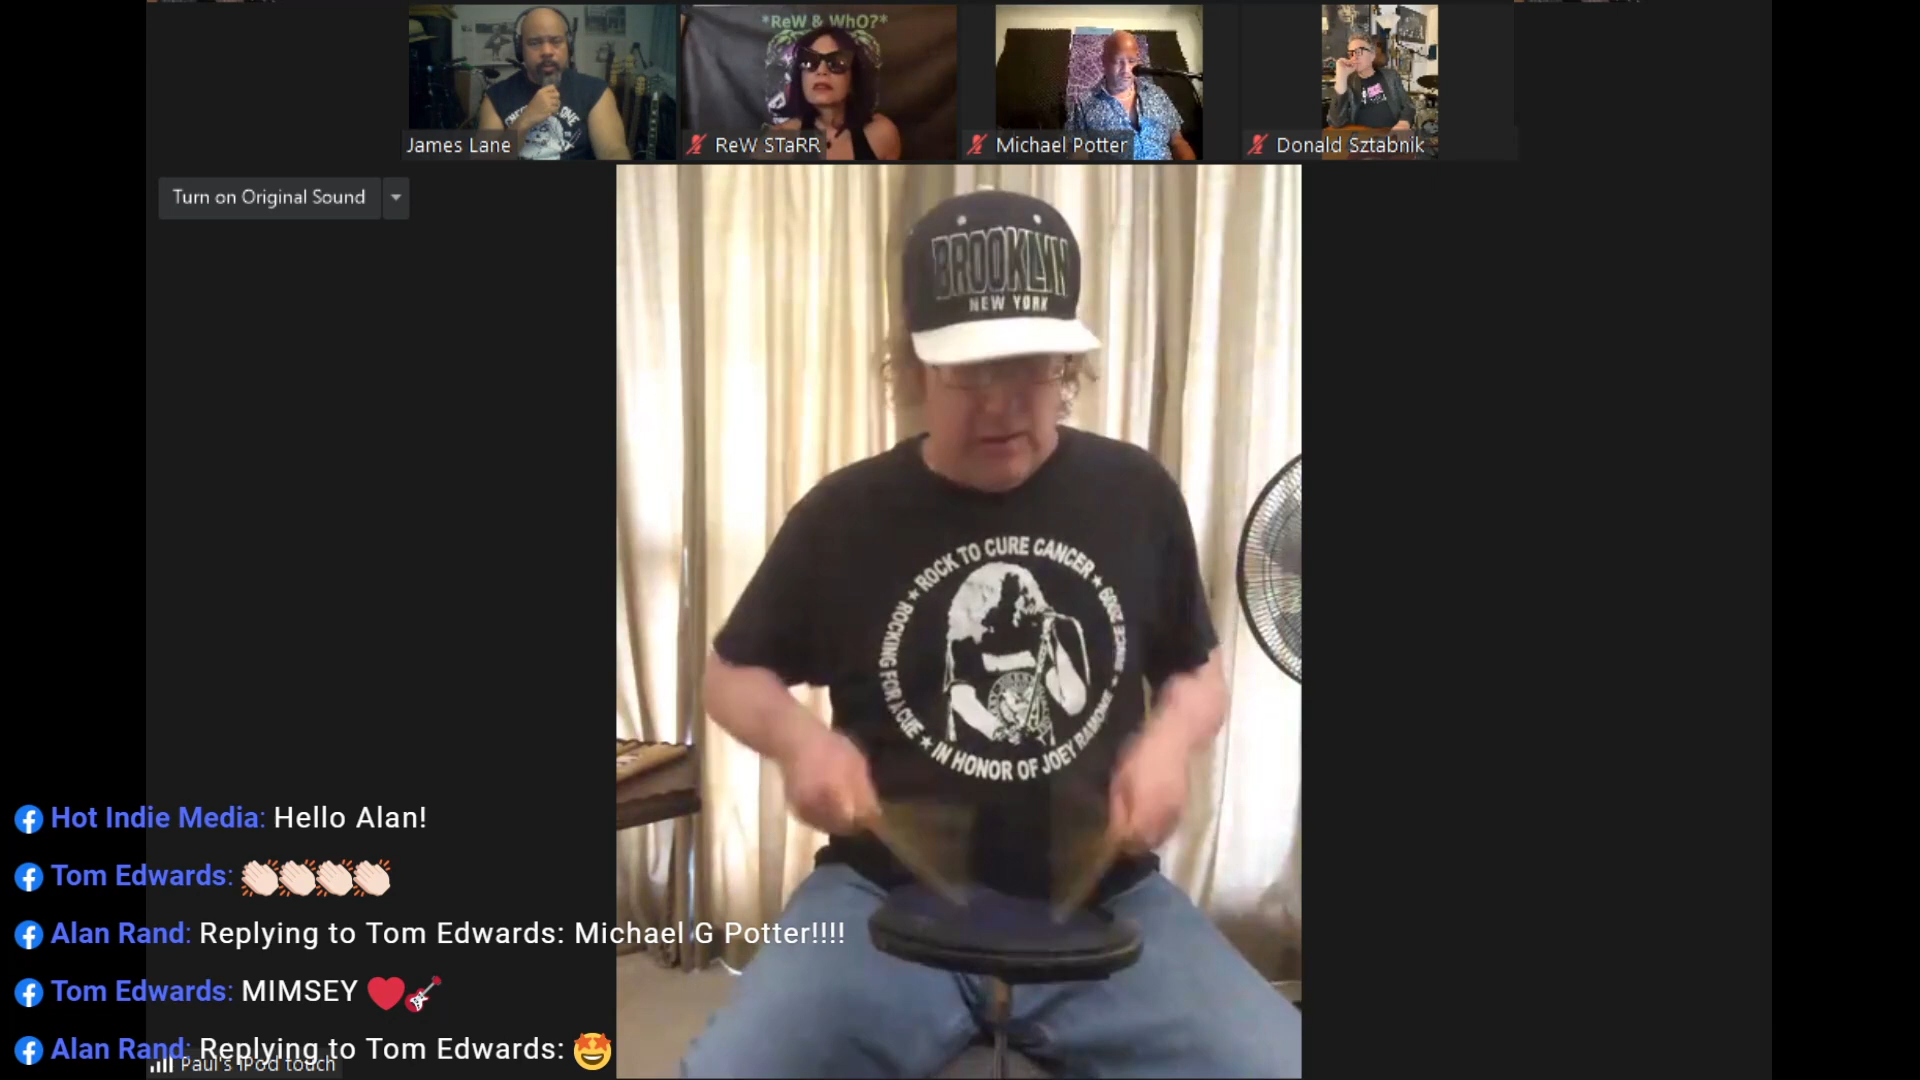 *ReW & WhO?*
James Lane
ReW STaRR
Michael Potter
Donald Sztabnik
Turn on Original Sound
BROOKLYN
NEW YORK
★ ROCK TO CURE CANCER ★
SINCE 2009
ROCKING FOR A CURE
★ IN HONOR OF JOEY RAMONE
Hot Indie Media: Hello Alan!
Tom Edwards: 👏🏻👏🏻👏🏻👏🏻
Alan Rand: Replying to Tom Edwards: Michael G Potter!!!!
Tom Edwards: MIMSEY ❤️🎸
Alan Rand: Replying to Tom Edwards: 🤩
Paul's iPod touch